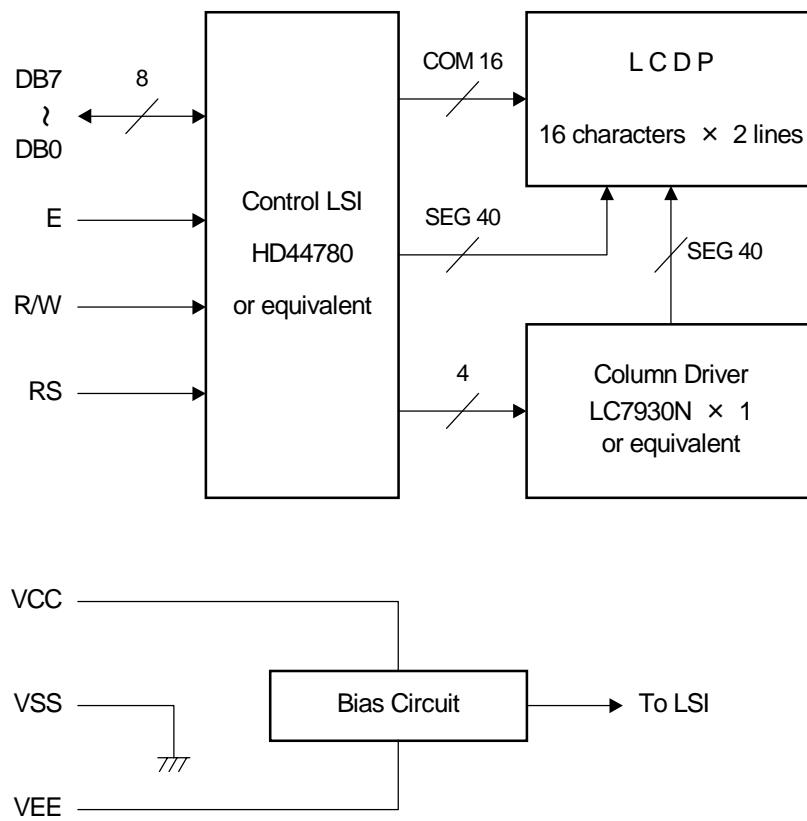 DB7
~
DB0
8
E
R/W
RS
Control LSI
HD44780
or equivalent
COM 16
SEG 40
4
L C D P
16 characters × 2 lines
SEG 40
Column Driver
LC7930N × 1
or equivalent
VCC
VSS
VEE
Bias Circuit
To LSI